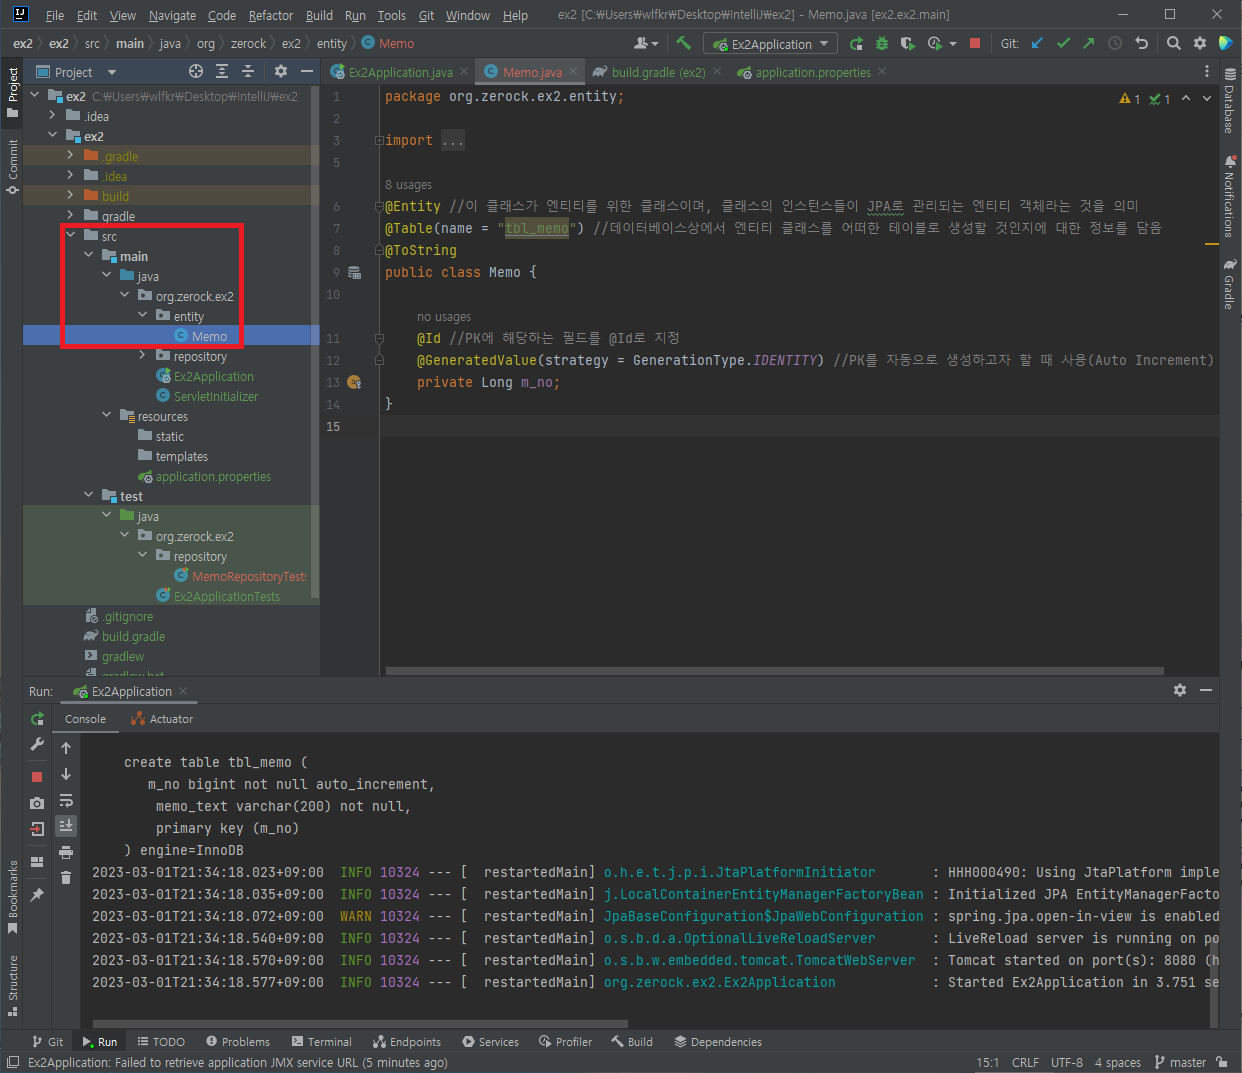 File Edit View Navigate Code Refactor Build Run Tools Git Window Help ex2 [C:₩Users₩wlfkr₩Desktop₩IntelliJ₩ex2] - Memo.java [ex2.ex2.main]
ex2 ex2 src main java org zerock ex2 entity Memo Ex2Application Git:
Project
Ex2Application.java Memo.java build.gradle (ex2) application.properties
Project
Commit
Bookmarks
Structure
ex2 C:₩Users₩wlfkr₩Desktop₩IntelliJ₩ex2
.idea
ex2
.gradle
.idea
build
gradle
src
main
java
org.zerock.ex2
entity
Memo
repository
Ex2Application
ServletInitializer
resources
static
templates
application.properties
test
java
org.zerock.ex2
repository
MemoRepositoryTests
Ex2ApplicationTests
.gitignore
build.gradle
gradlew
gradlew.bat
1 package org.zerock.ex2.entity; 1 1
2
3 import ...
5
8 usages
6 @Entity //이 클래스가 엔티티를 위한 클래스이며, 클래스의 인스턴스들이 JPA로 관리되는 엔티티 객체라는 것을 의미
7 @Table(name = "tbl_memo") //데이터베이스상에서 엔티티 클래스를 어떠한 테이블로 생성할 것인지에 대한 정보를 담음
8 @ToString
9 public class Memo {
10
no usages
11 @Id //PK에 해당하는 필드를 @Id로 지정
12 @GeneratedValue(strategy = GenerationType.IDENTITY) //PK를 자동으로 생성하고자 할 때 사용(Auto Increment)
13 private Long m_no;
14 }
15
Database
Notifications
Gradle
Run: Ex2Application
Console Actuator
create table tbl_memo (
m_no bigint not null auto_increment,
memo_text varchar(200) not null,
primary key (m_no)
) engine=InnoDB
2023-03-01T21:34:18.023+09:00 INFO 10324 --- [ restartedMain] o.h.e.t.j.p.i.JtaPlatformInitiator : HHH000490: Using JtaPlatform imple
2023-03-01T21:34:18.035+09:00 INFO 10324 --- [ restartedMain] j.LocalContainerEntityManagerFactoryBean : Initialized JPA EntityManagerFacto
2023-03-01T21:34:18.072+09:00 WARN 10324 --- [ restartedMain] JpaBaseConfiguration$JpaWebConfiguration : spring.jpa.open-in-view is enabled
2023-03-01T21:34:18.540+09:00 INFO 10324 --- [ restartedMain] o.s.b.d.a.OptionalLiveReloadServer : LiveReload server is running on po
2023-03-01T21:34:18.570+09:00 INFO 10324 --- [ restartedMain] o.s.b.w.embedded.tomcat.TomcatWebServer : Tomcat started on port(s): 8080 (h
2023-03-01T21:34:18.577+09:00 INFO 10324 --- [ restartedMain] org.zerock.ex2.Ex2Application : Started Ex2Application in 3.751 se
Git Run TODO Problems Terminal Endpoints Services Profiler Build Dependencies
Ex2Application: Failed to retrieve application JMX service URL (5 minutes ago) 15:1 CRLF UTF-8 4 spaces master